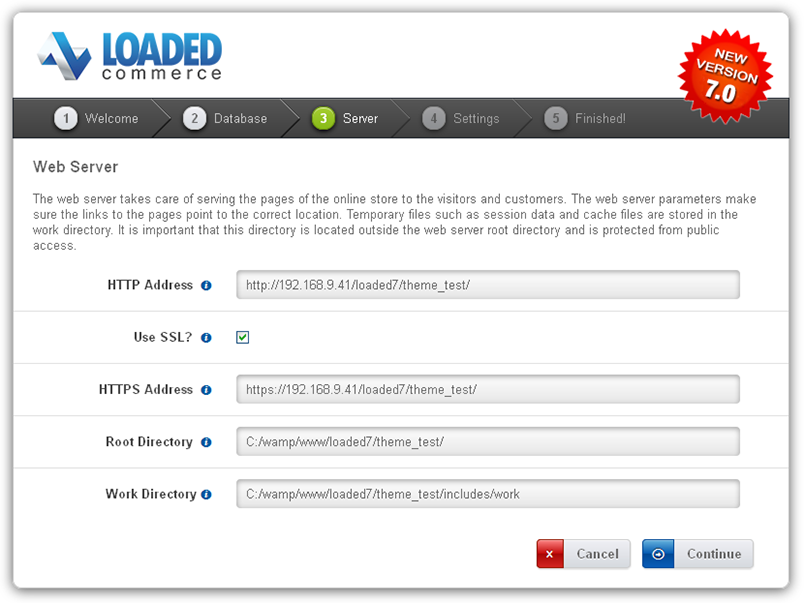 LOADED
commerce
NEW
VERSION
7.0
1 Welcome 2 Database 3 Server 4 Settings 5 Finished!
Web Server
The web server takes care of serving the pages of the online store to the visitors and customers. The web server parameters make
sure the links to the pages point to the correct location. Temporary files such as session data and cache files are stored in the
work directory. It is important that this directory is located outside the web server root directory and is protected from public
access.
HTTP Address i http://192.168.9.41/loaded7/theme_test/
Use SSL? i
HTTPS Address i https://192.168.9.41/loaded7/theme_test/
Root Directory i C:/wamp/www/loaded7/theme_test/
Work Directory i C:/wamp/www/loaded7/theme_test/includes/work
Cancel Continue